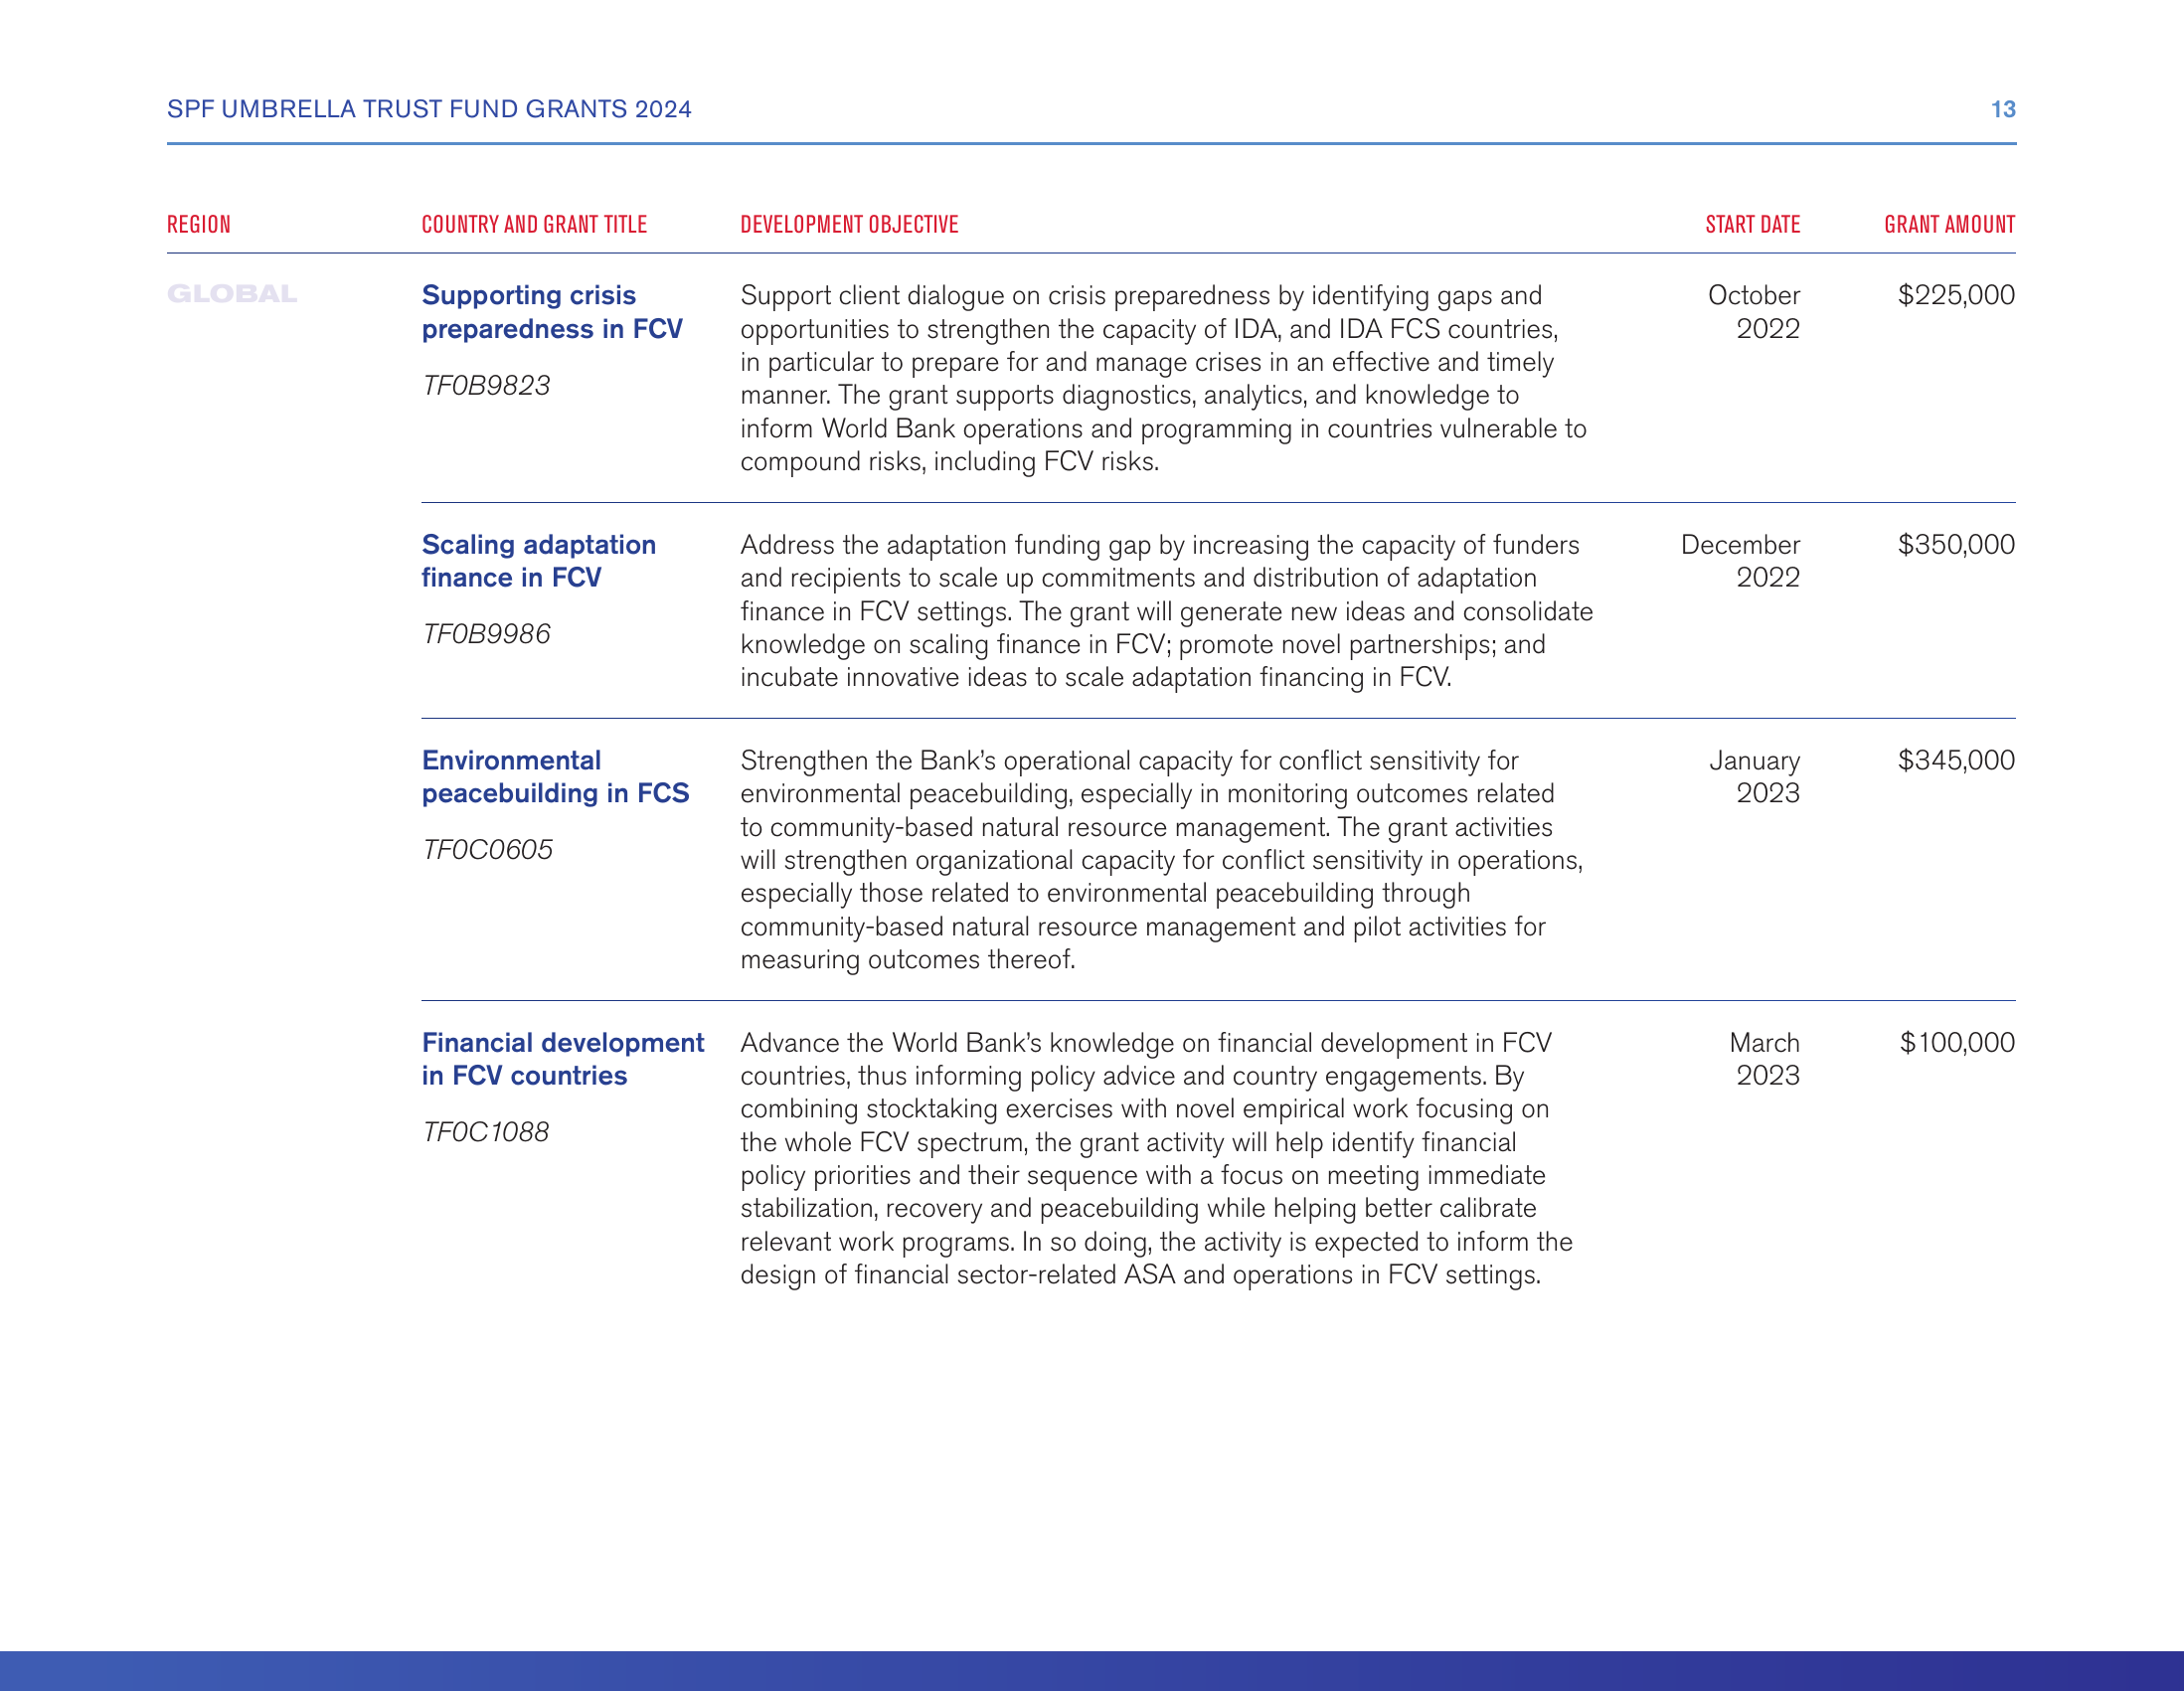 SPF UMBRELLA TRUST FUND GRANTS 2024
13
REGION
COUNTRY AND GRANT TITLE
DEVELOPMENT OBJECTIVE
START DATE
GRANT AMOUNT
GLOBAL
Supporting crisis
preparedness in FCV
TF0B9823
Support client dialogue on crisis preparedness by identifying gaps and
opportunities to strengthen the capacity of IDA, and IDA FCS countries,
in particular to prepare for and manage crises in an effective and timely
manner. The grant supports diagnostics, analytics, and knowledge to
inform World Bank operations and programming in countries vulnerable to
compound risks, including FCV risks.
October
2022
$225,000
Scaling adaptation
finance in FCV
TF0B9986
Address the adaptation funding gap by increasing the capacity of funders
and recipients to scale up commitments and distribution of adaptation
finance in FCV settings. The grant will generate new ideas and consolidate
knowledge on scaling finance in FCV; promote novel partnerships; and
incubate innovative ideas to scale adaptation financing in FCV.
December
2022
$350,000
Environmental
peacebuilding in FCS
TF0C0605
Strengthen the Bank’s operational capacity for conflict sensitivity for
environmental peacebuilding, especially in monitoring outcomes related
to community-based natural resource management. The grant activities
will strengthen organizational capacity for conflict sensitivity in operations,
especially those related to environmental peacebuilding through
community-based natural resource management and pilot activities for
measuring outcomes thereof.
January
2023
$345,000
Financial development
in FCV countries
TF0C1088
Advance the World Bank’s knowledge on financial development in FCV
countries, thus informing policy advice and country engagements. By
combining stocktaking exercises with novel empirical work focusing on
the whole FCV spectrum, the grant activity will help identify financial
policy priorities and their sequence with a focus on meeting immediate
stabilization, recovery and peacebuilding while helping better calibrate
relevant work programs. In so doing, the activity is expected to inform the
design of financial sector-related ASA and operations in FCV settings.
March
2023
$100,000